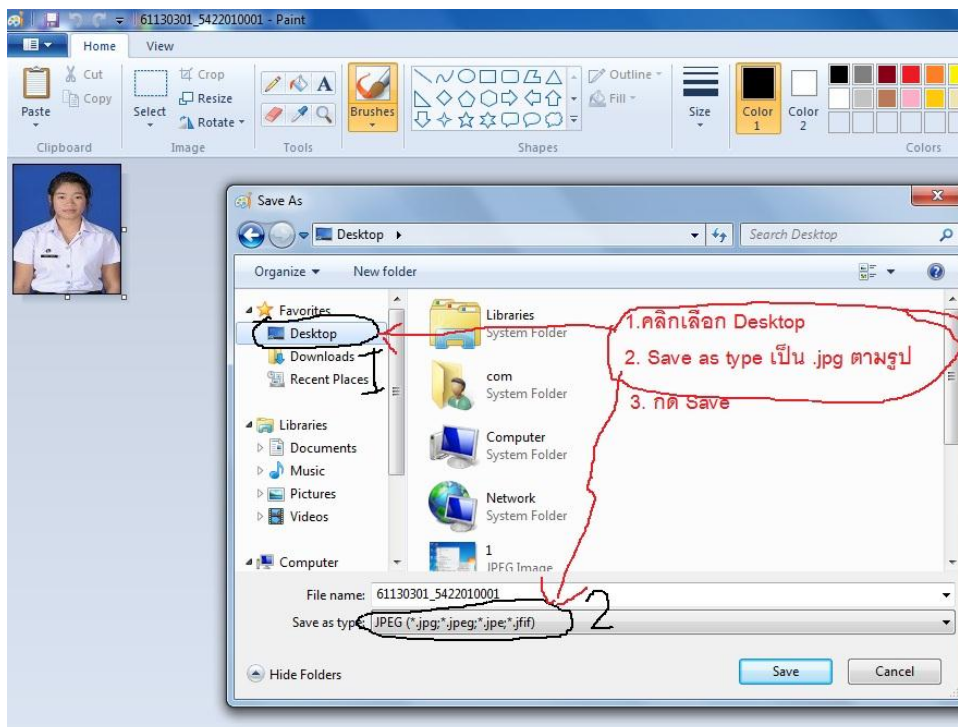 61130301_5422010001 - Paint
Home View
Cut
Copy
Paste
Clipboard
Select
Crop
Resize
Rotate
Image
A
Tools
Brushes
Outline
Fill
Shapes
Size
Color 1
Color 2
Colors
Save As
Desktop
Search Desktop
Organize New folder
Favorites
Desktop
Downloads
Recent Places
Libraries
Documents
Music
Pictures
Videos
Computer
Libraries
System Folder
com
System Folder
Computer
System Folder
Network
System Folder
1
JPEG Image
1.คลิกเลือก Desktop
2. Save as type เป็น .jpg ตามรูป
3. กด Save
1
File name: 61130301_5422010001
Save as type: JPEG (*.jpg;*.jpeg;*.jpe;*.jfif)
2
Hide Folders Save Cancel